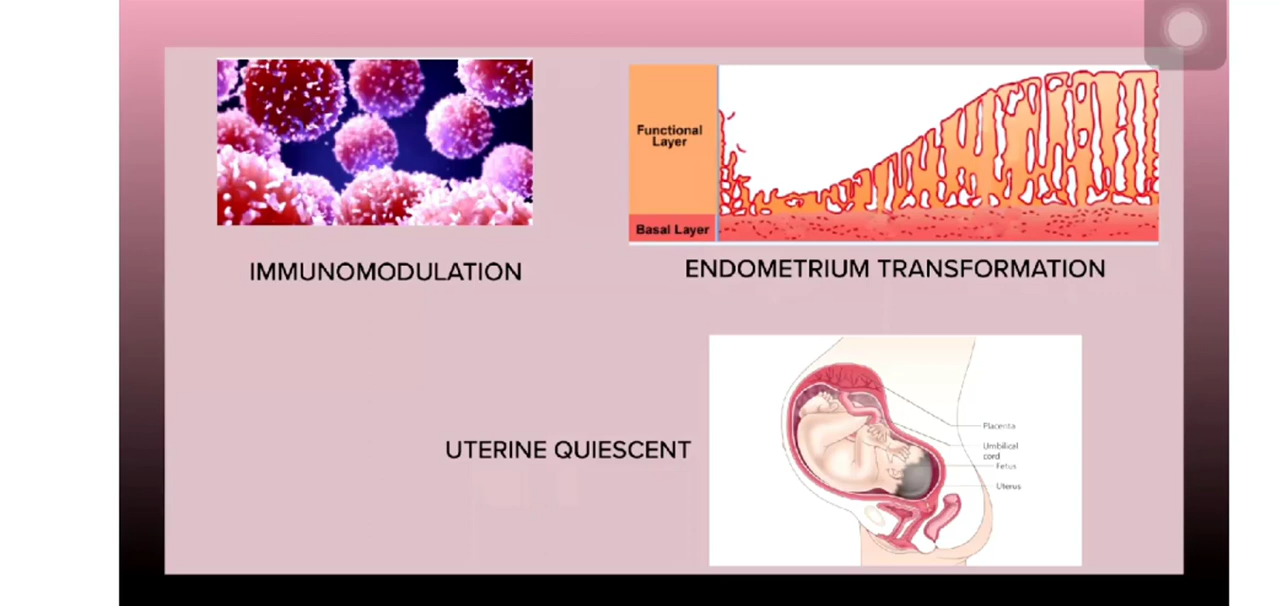 Functional
Layer
Basal Layer
IMMUNOMODULATION
ENDOMETRIUM TRANSFORMATION
UTERINE QUIESCENT
Placenta
Umbilical
cord
Fetus
Uterus